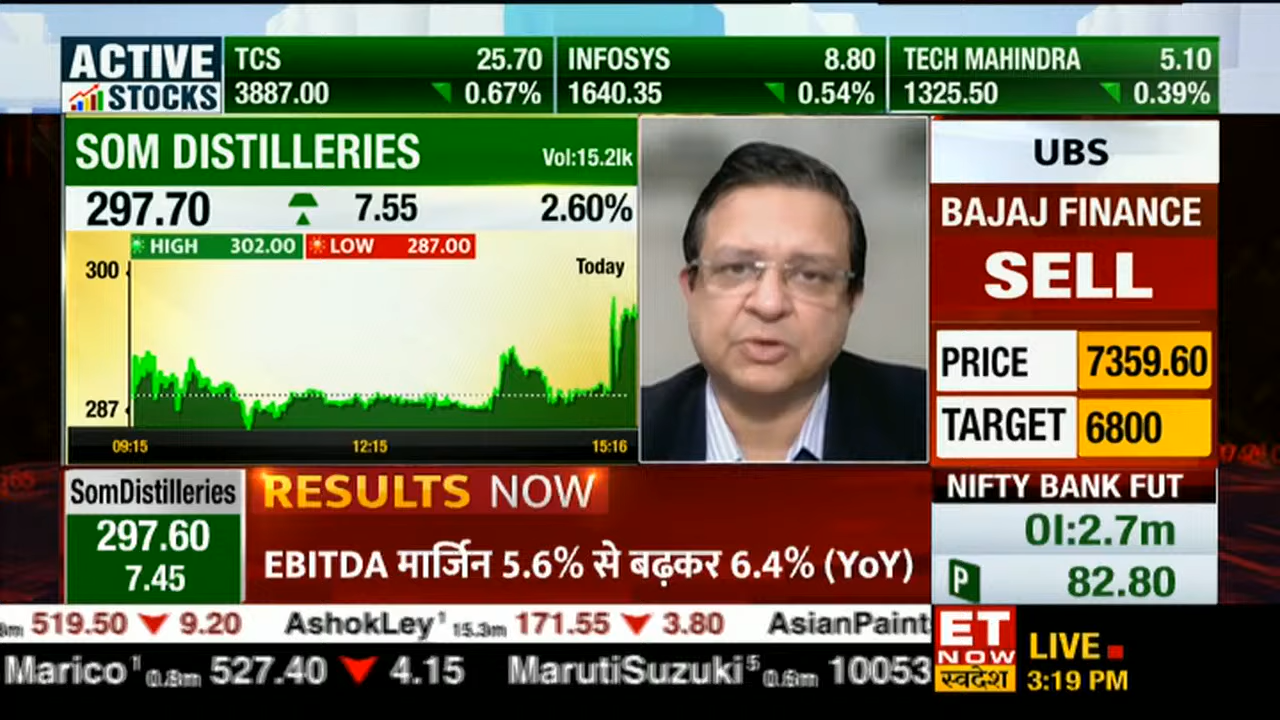 ACTIVE STOCKS
TCS 25.70
3887.00 0.67%
INFOSYS 8.80
1640.35 0.54%
TECH MAHINDRA 5.10
1325.50 0.39%
SOM DISTILLERIES Vol:15.2lk
297.70 7.55 2.60%
HIGH 302.00 LOW 287.00
Today
300
287
09:15 12:15 15:16
UBS
BAJAJ FINANCE
SELL
PRICE 7359.60
TARGET 6800
SomDistilleries
297.60
7.45
RESULTS NOW
EBITDA मार्जिन 5.6% से बढ़कर 6.4% (YoY)
NIFTY BANK FUT
OI:2.7m
P 82.80
519.50 9.20 AshokLey¹ 15.3m 171.55 3.80 AsianPaint
Marico¹ 0.8m 527.40 4.15 MarutiSuzuki⁵ 0.6m 10053
ET NOW स्वदेश
LIVE
3:19 PM